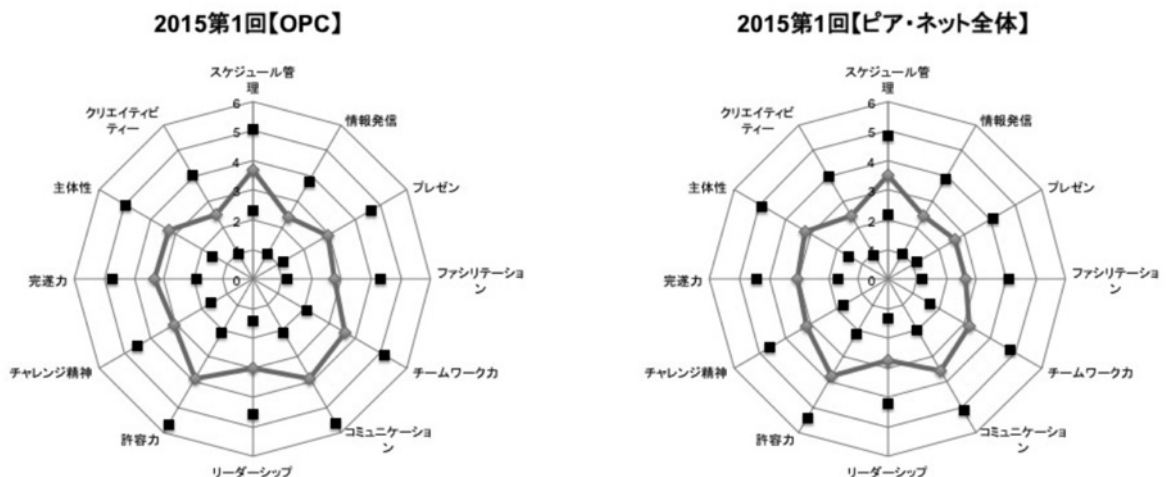 2015第1回【OPC】
スケジュール管
理
情報発信
プレゼン
ファシリテーショ
ン
チームワークカ
コミュニケーショ
ン
リーダーシップ
許容力
チャレンジ精神
完遂力
主体性
クリエイティビ
ティー
6
5
4
3
2
1
0
2015第1回【ピア・ネット全体】
スケジュール管
理
情報発信
プレゼン
ファシリテーショ
ン
チームワーク力
コミュニケーショ
ン
リーダーシップ
許容力
チャレンジ精神
完遂力
主体性
クリエイティビ
ティー
6
5
4
3
2
1
0